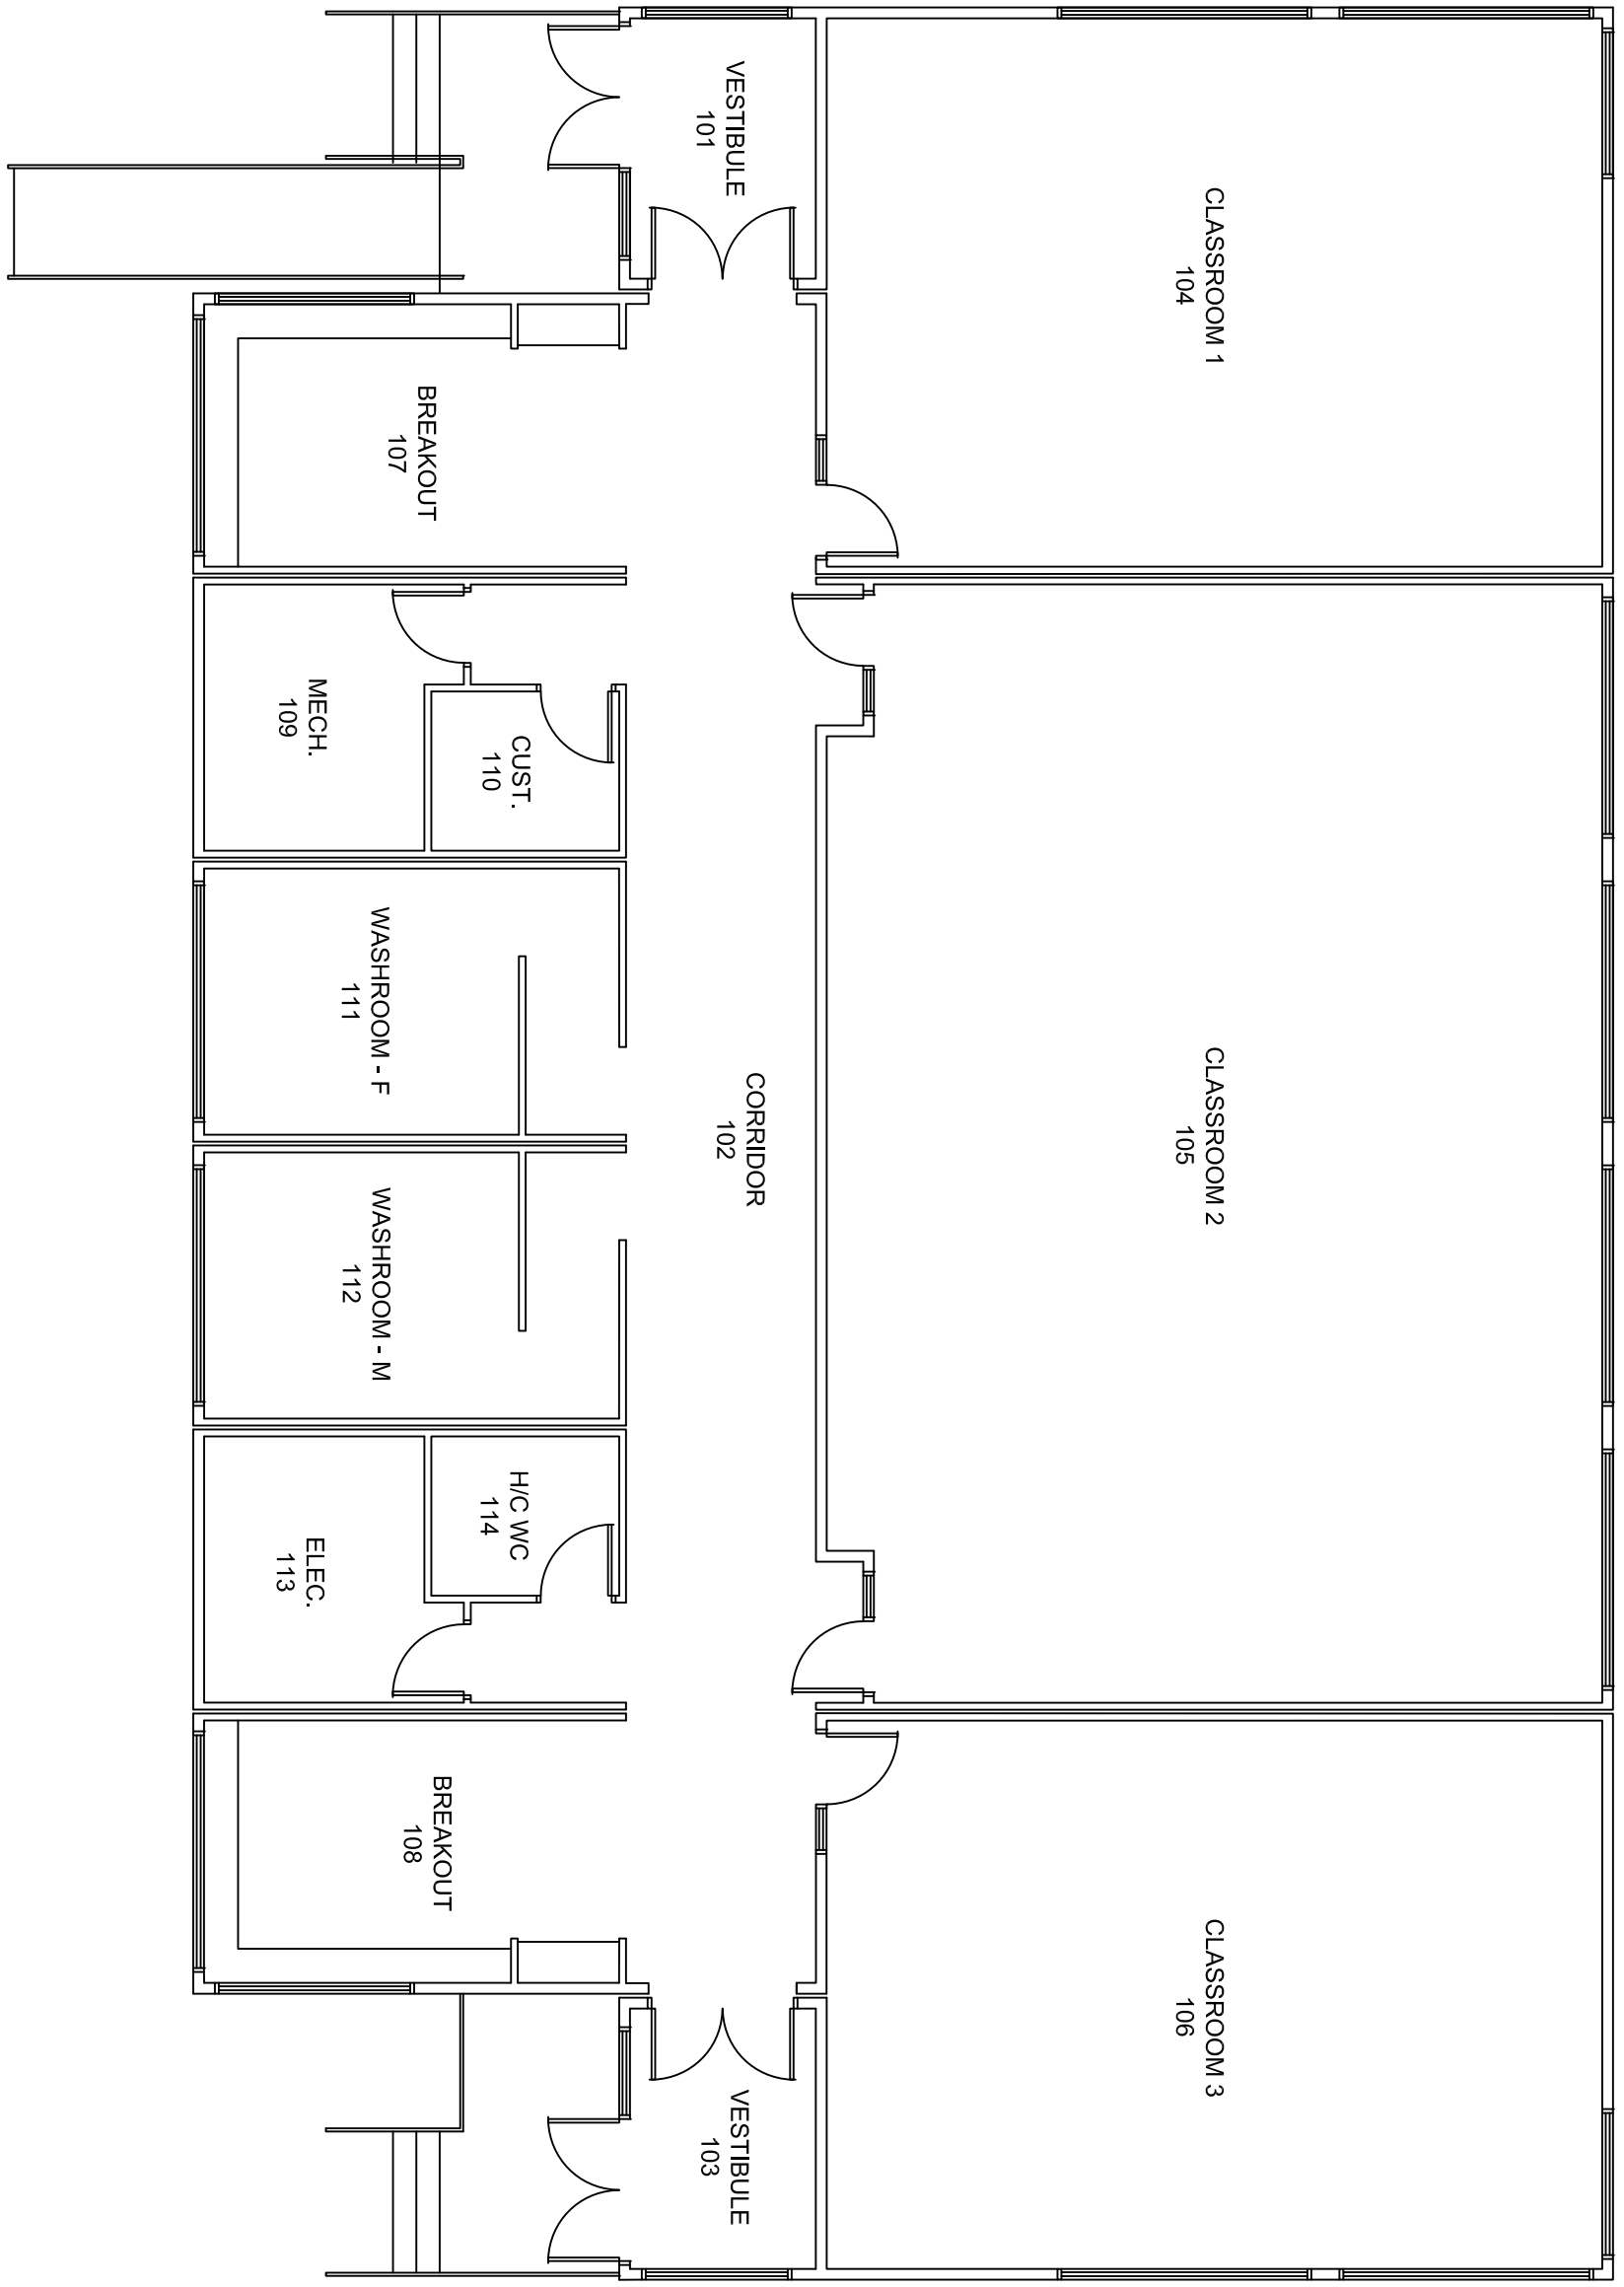 CLASSROOM 1
104
CLASSROOM 2
105
CLASSROOM 3
106
VESTIBULE
101
CORRIDOR
102
VESTIBULE
103
BREAKOUT
107
MECH.
109
CUST.
110
WASHROOM - F
111
WASHROOM - M
112
H/C WC
114
ELEC.
113
BREAKOUT
108